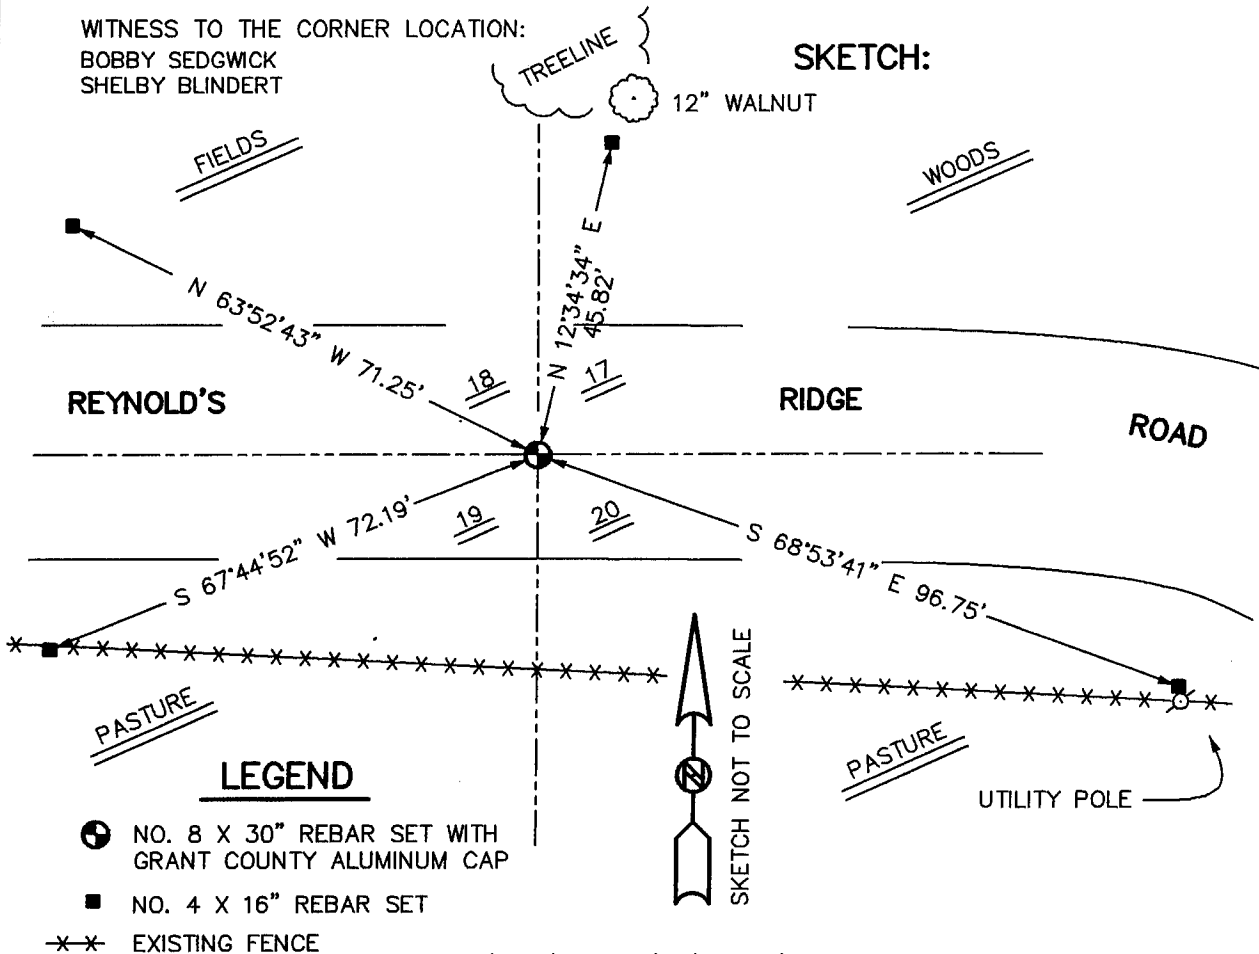 WITNESS TO THE CORNER LOCATION:
BOBBY SEDGWICK
SHELBY BLINDERT
SKETCH:
TREELINE
12" WALNUT
FIELDS
WOODS
N 63°52'43" W 71.25'
N 12°34'34" E
45.82'
18
17
REYNOLD'S
RIDGE
ROAD
19
20
S 67°44'52" W 72.19'
S 68°53'41" E 96.75'
PASTURE
PASTURE
SKETCH NOT TO SCALE
N
UTILITY POLE
LEGEND
NO. 8 X 30" REBAR SET WITH
GRANT COUNTY ALUMINUM CAP
NO. 4 X 16" REBAR SET
EXISTING FENCE